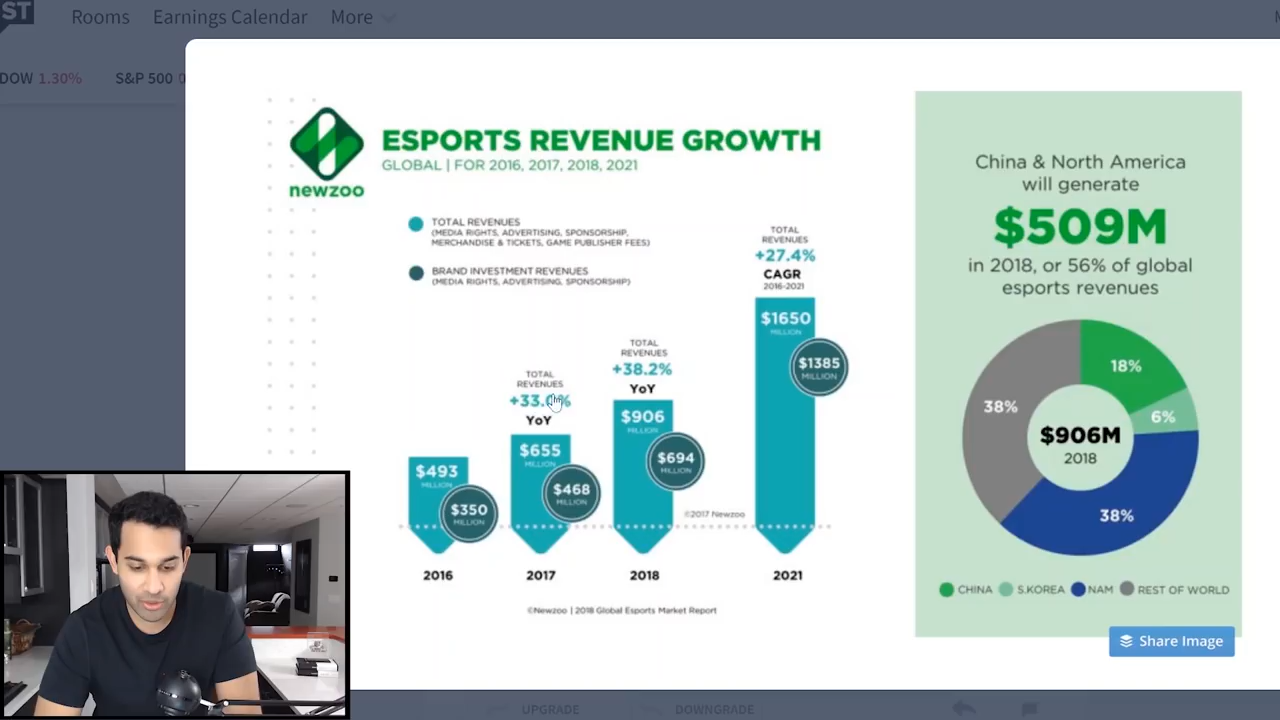 ST
Rooms
Earnings Calendar
More
DOW 1.30%
S&P 500
newzoo
ESPORTS REVENUE GROWTH
GLOBAL | FOR 2016, 2017, 2018, 2021
TOTAL REVENUES
(MEDIA RIGHTS, ADVERTISING, SPONSORSHIP,
MERCHANDISE & TICKETS, GAME PUBLISHER FEES)
BRAND INVESTMENT REVENUES
(MEDIA RIGHTS, ADVERTISING, SPONSORSHIP)
$493
MILLION
$350
MILLION
2016
TOTAL
REVENUES
YoY
$655
MILLION
$468
MILLION
2017
TOTAL
REVENUES
+38.2%
YoY
$906
MILLION
$694
MILLION
2018
TOTAL
REVENUES
+27.4%
CAGR
2016-2021
$1650
MILLION
$1385
MILLION
2021
©2017 Newzoo
©Newzoo | 2018 Global Esports Market Report
China & North America
will generate
$509M
in 2018, or 56% of global
esports revenues
18%
6%
38%
38%
$906M
2018
CHINA
S.KOREA
NAM
REST OF WORLD
Share Image
UPGRADE
DOWNGRADE